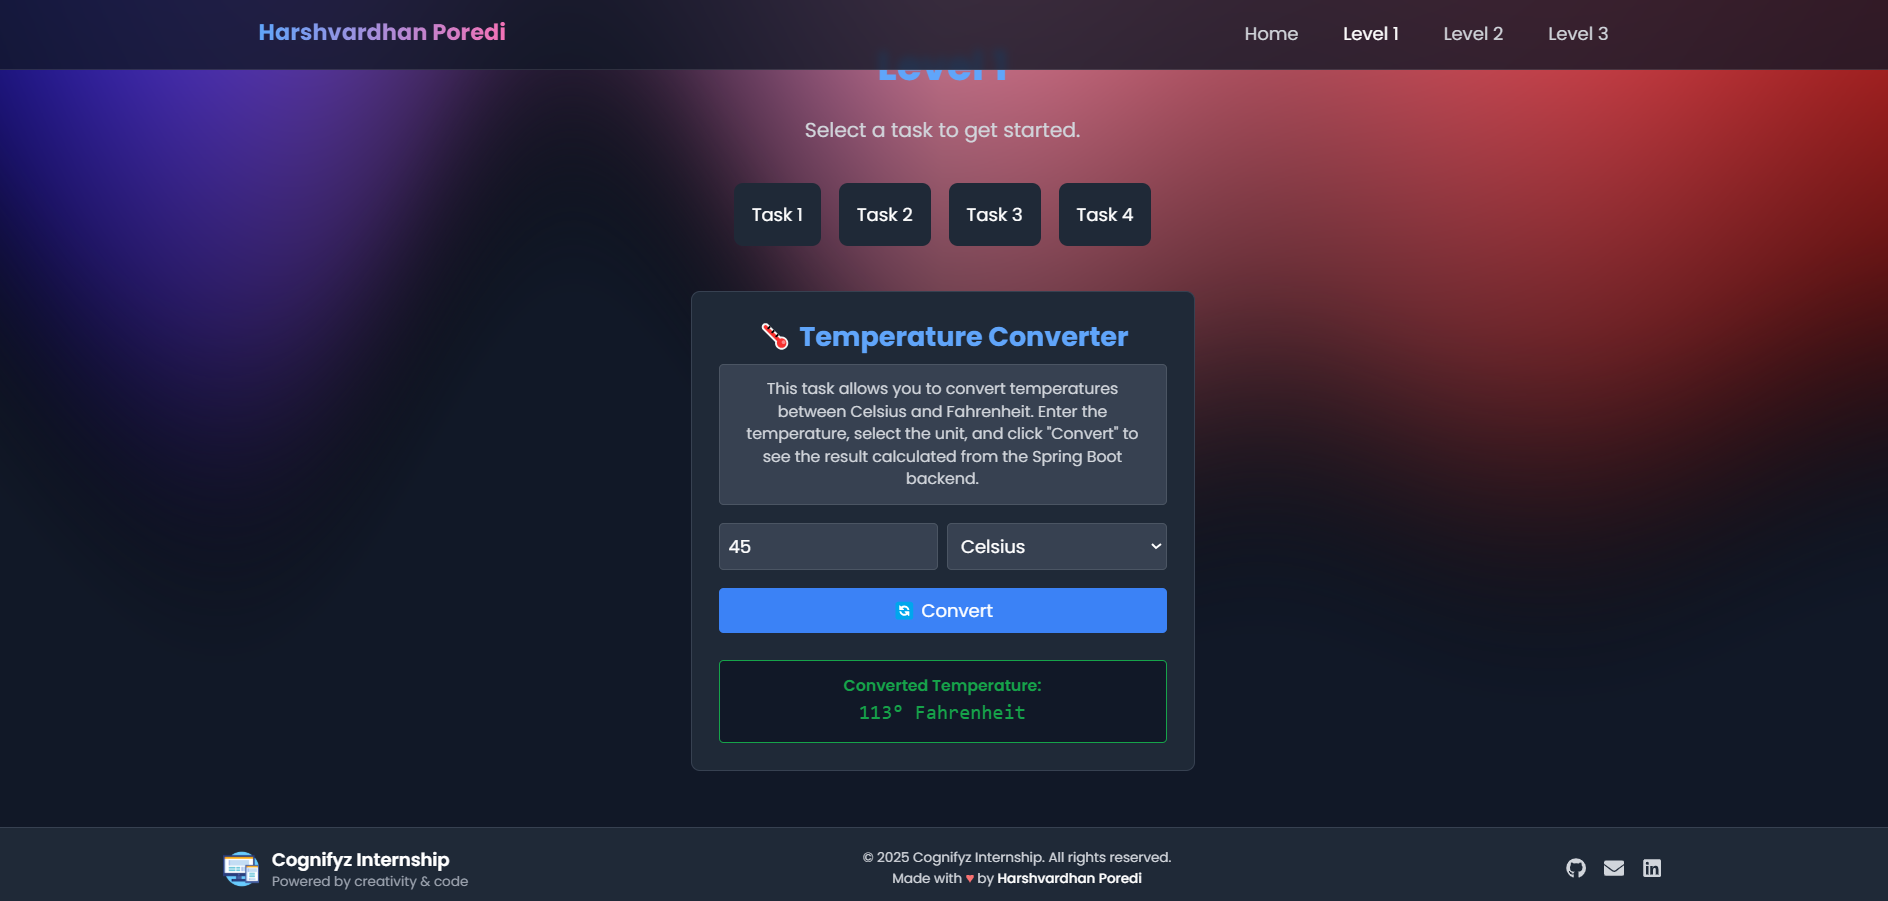 Harshvardhan Poredi
Home
Level 1
Level 2
Level 3
Level 1
Select a task to get started.
Task 1
Task 2
Task 3
Task 4
Temperature Converter
This task allows you to convert temperatures
between Celsius and Fahrenheit. Enter the
temperature, select the unit, and click "Convert" to
see the result calculated from the Spring Boot
backend.
45
Celsius
Convert
Converted Temperature:
113° Fahrenheit
Cognifyz Internship
Powered by creativity & code
© 2025 Cognifyz Internship. All rights reserved.
Made with ♥ by Harshvardhan Poredi